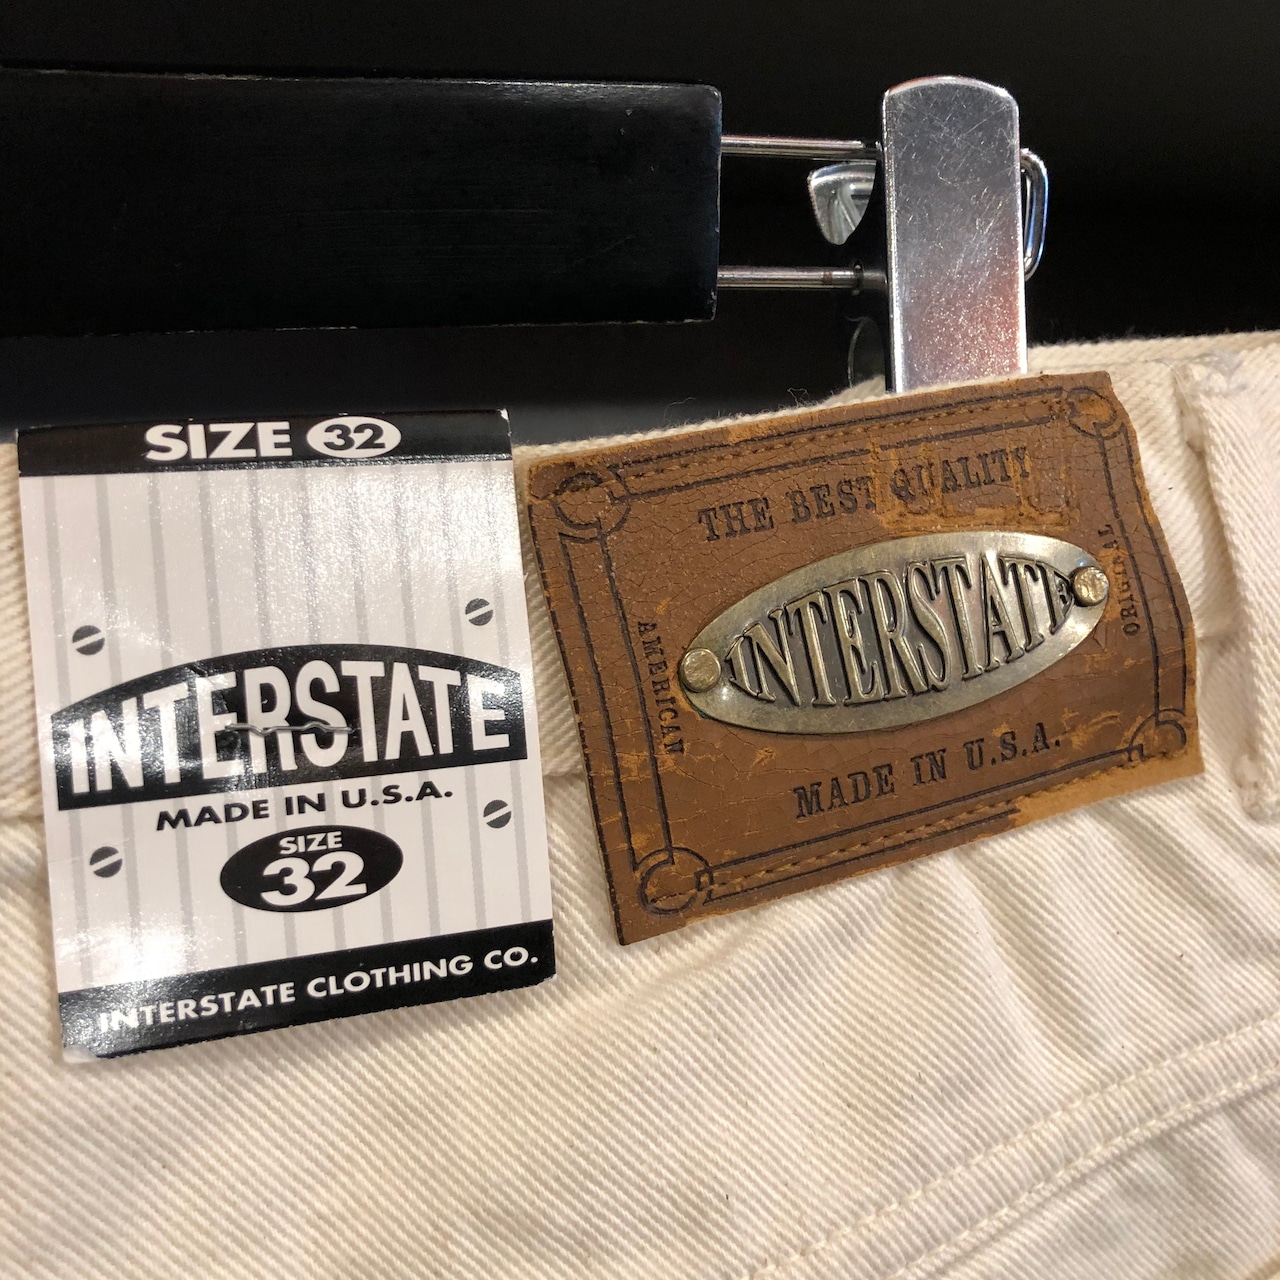 SIZE 32
INTERSTATE
MADE IN U.S.A.
SIZE
32
INTERSTATE CLOTHING CO.
THE BEST QUALITY
AMERICAN
INTERSTATE
ORIGINAL
MADE IN U.S.A.